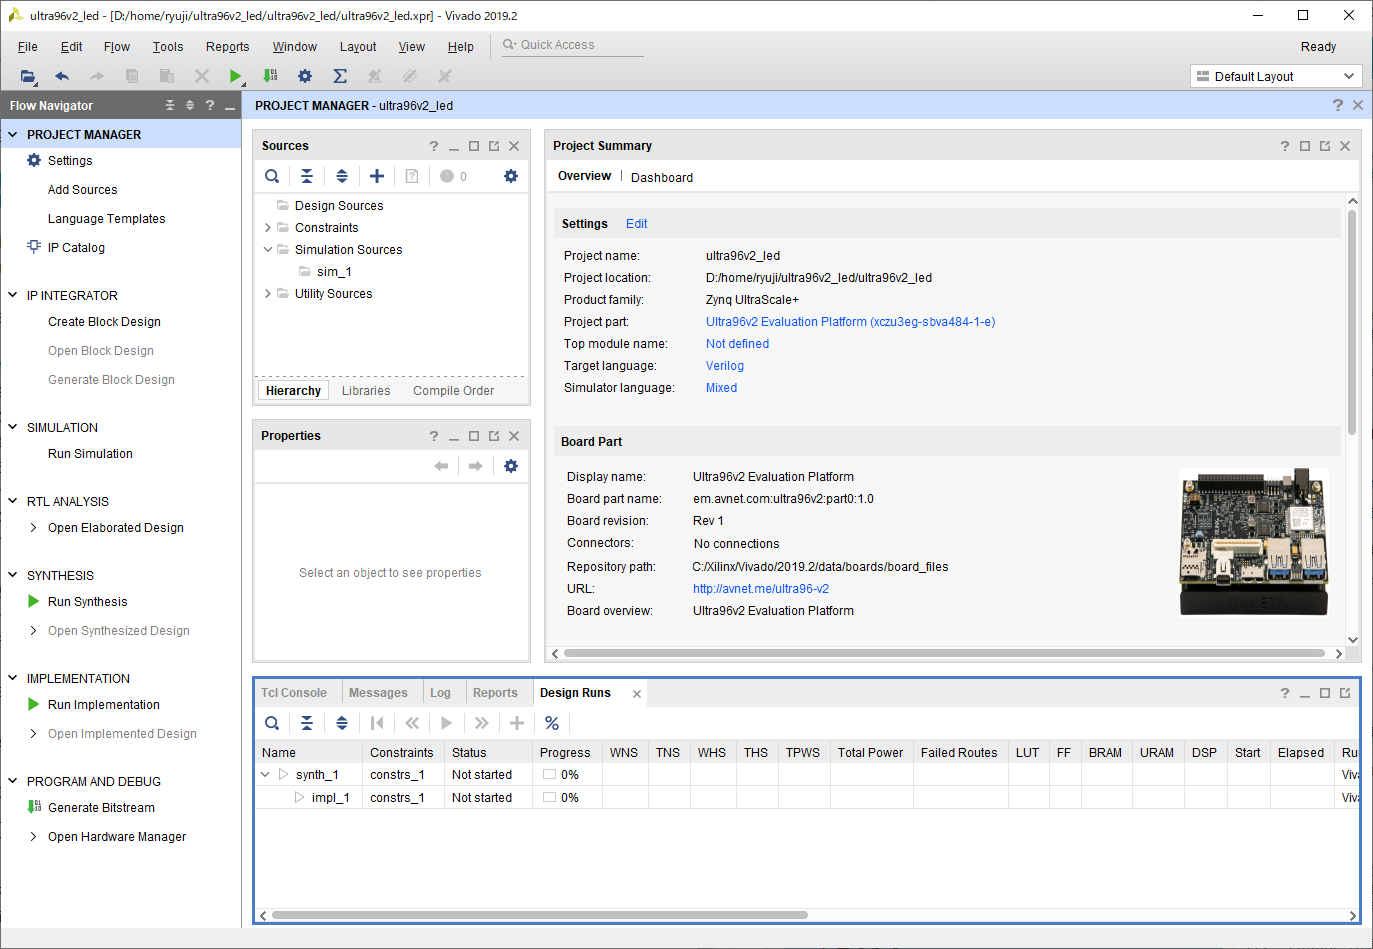 ultra96v2_led - [D:/home/ryuji/ultra96v2_led/ultra96v2_led/ultra96v2_led.xpr] - Vivado 2019.2
File Edit Flow Tools Reports Window Layout View Help Quick Access Ready
Default Layout
Flow Navigator
PROJECT MANAGER
Settings
Add Sources
Language Templates
IP Catalog
IP INTEGRATOR
Create Block Design
Open Block Design
Generate Block Design
SIMULATION
Run Simulation
RTL ANALYSIS
Open Elaborated Design
SYNTHESIS
Run Synthesis
Open Synthesized Design
IMPLEMENTATION
Run Implementation
Open Implemented Design
PROGRAM AND DEBUG
Generate Bitstream
Open Hardware Manager
PROJECT MANAGER - ultra96v2_led
Sources
0
Design Sources
Constraints
Simulation Sources
sim_1
Utility Sources
Hierarchy Libraries Compile Order
Properties
Select an object to see properties
Project Summary
Overview | Dashboard
Settings Edit
Project name: ultra96v2_led
Project location: D:/home/ryuji/ultra96v2_led/ultra96v2_led
Product family: Zynq UltraScale+
Project part: Ultra96v2 Evaluation Platform (xczu3eg-sbva484-1-e)
Top module name: Not defined
Target language: Verilog
Simulator language: Mixed
Board Part
Display name: Ultra96v2 Evaluation Platform
Board part name: em.avnet.com:ultra96v2:part0:1.0
Board revision: Rev 1
Connectors: No connections
Repository path: C:/Xilinx/Vivado/2019.2/data/boards/board_files
URL: http://avnet.me/ultra96-v2
Board overview: Ultra96v2 Evaluation Platform
AVNET
Tcl Console Messages Log Reports Design Runs
Name Constraints Status Progress WNS TNS WHS THS TPWS Total Power Failed Routes LUT FF BRAM URAM DSP Start Elapsed
synth_1 constrs_1 Not started 0%
impl_1 constrs_1 Not started 0%